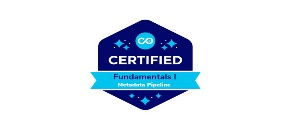 CERTIFIED
Fundamentals I
Metadata Pipeline